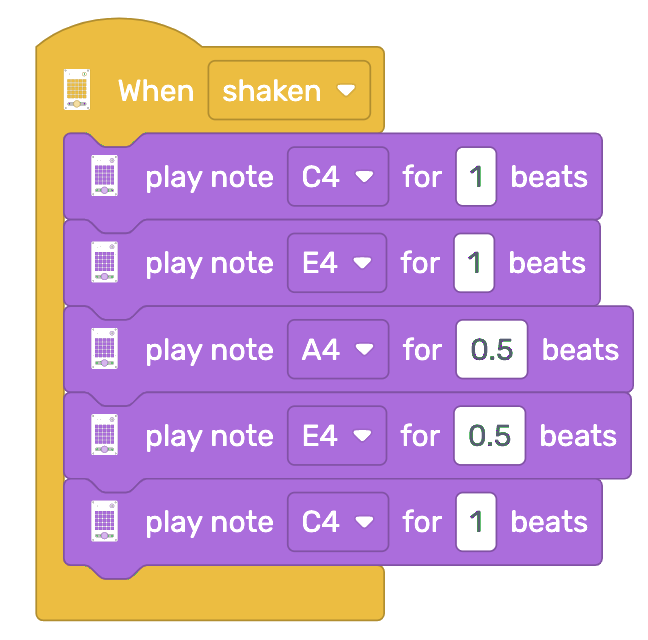 When shaken
play note C4 for 1 beats
play note E4 for 1 beats
play note A4 for 0.5 beats
play note E4 for 0.5 beats
play note C4 for 1 beats